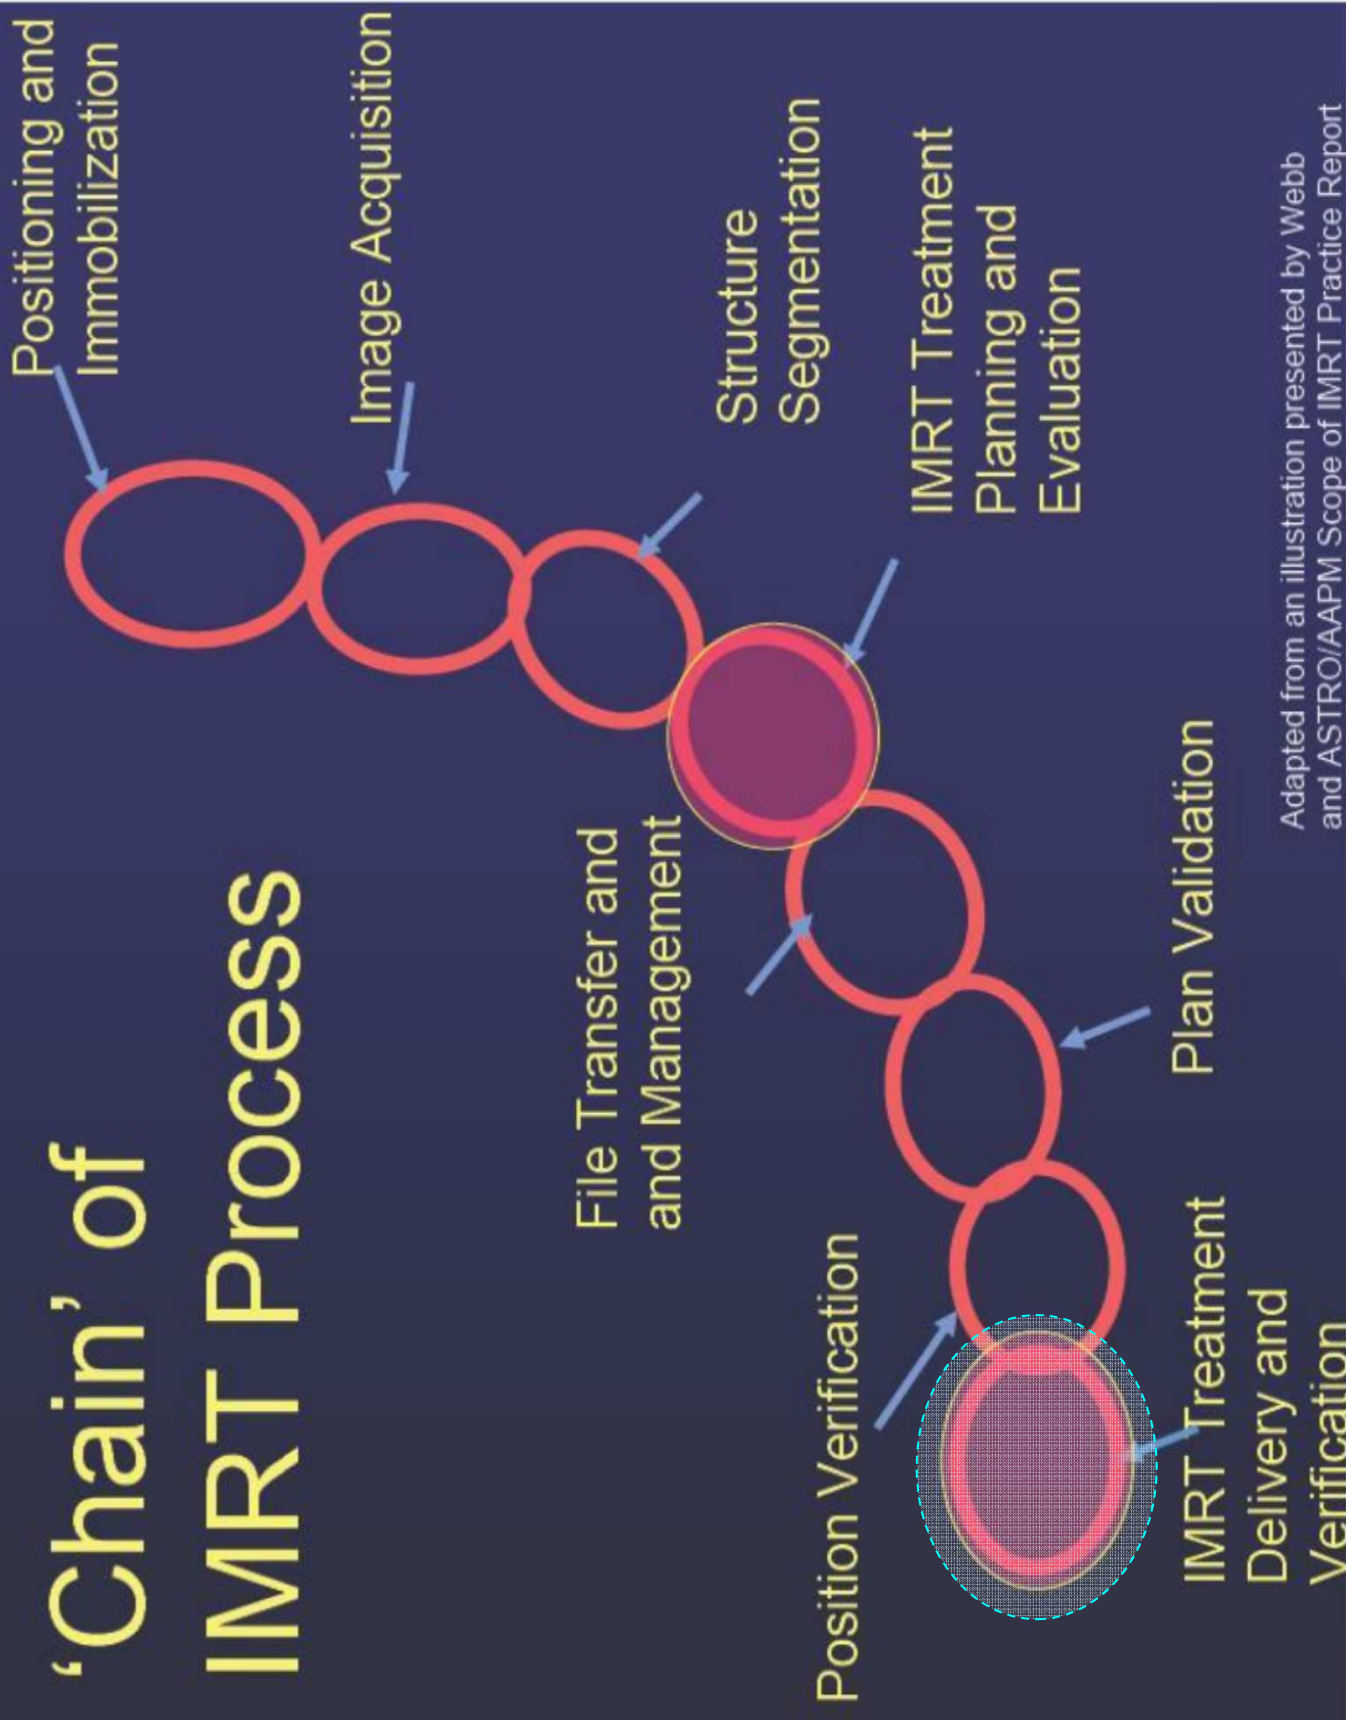 ‘Chain’ of
IMRT Process
Positioning and
Immobilization
Image Acquisition
Structure
Segmentation
IMRT Treatment
Planning and
Evaluation
File Transfer and
and Management
Plan Validation
Position Verification
IMRT Treatment
Delivery and
Verification
Adapted from an illustration presented by Webb
and ASTRO/AAPM Scope of IMRT Practice Report